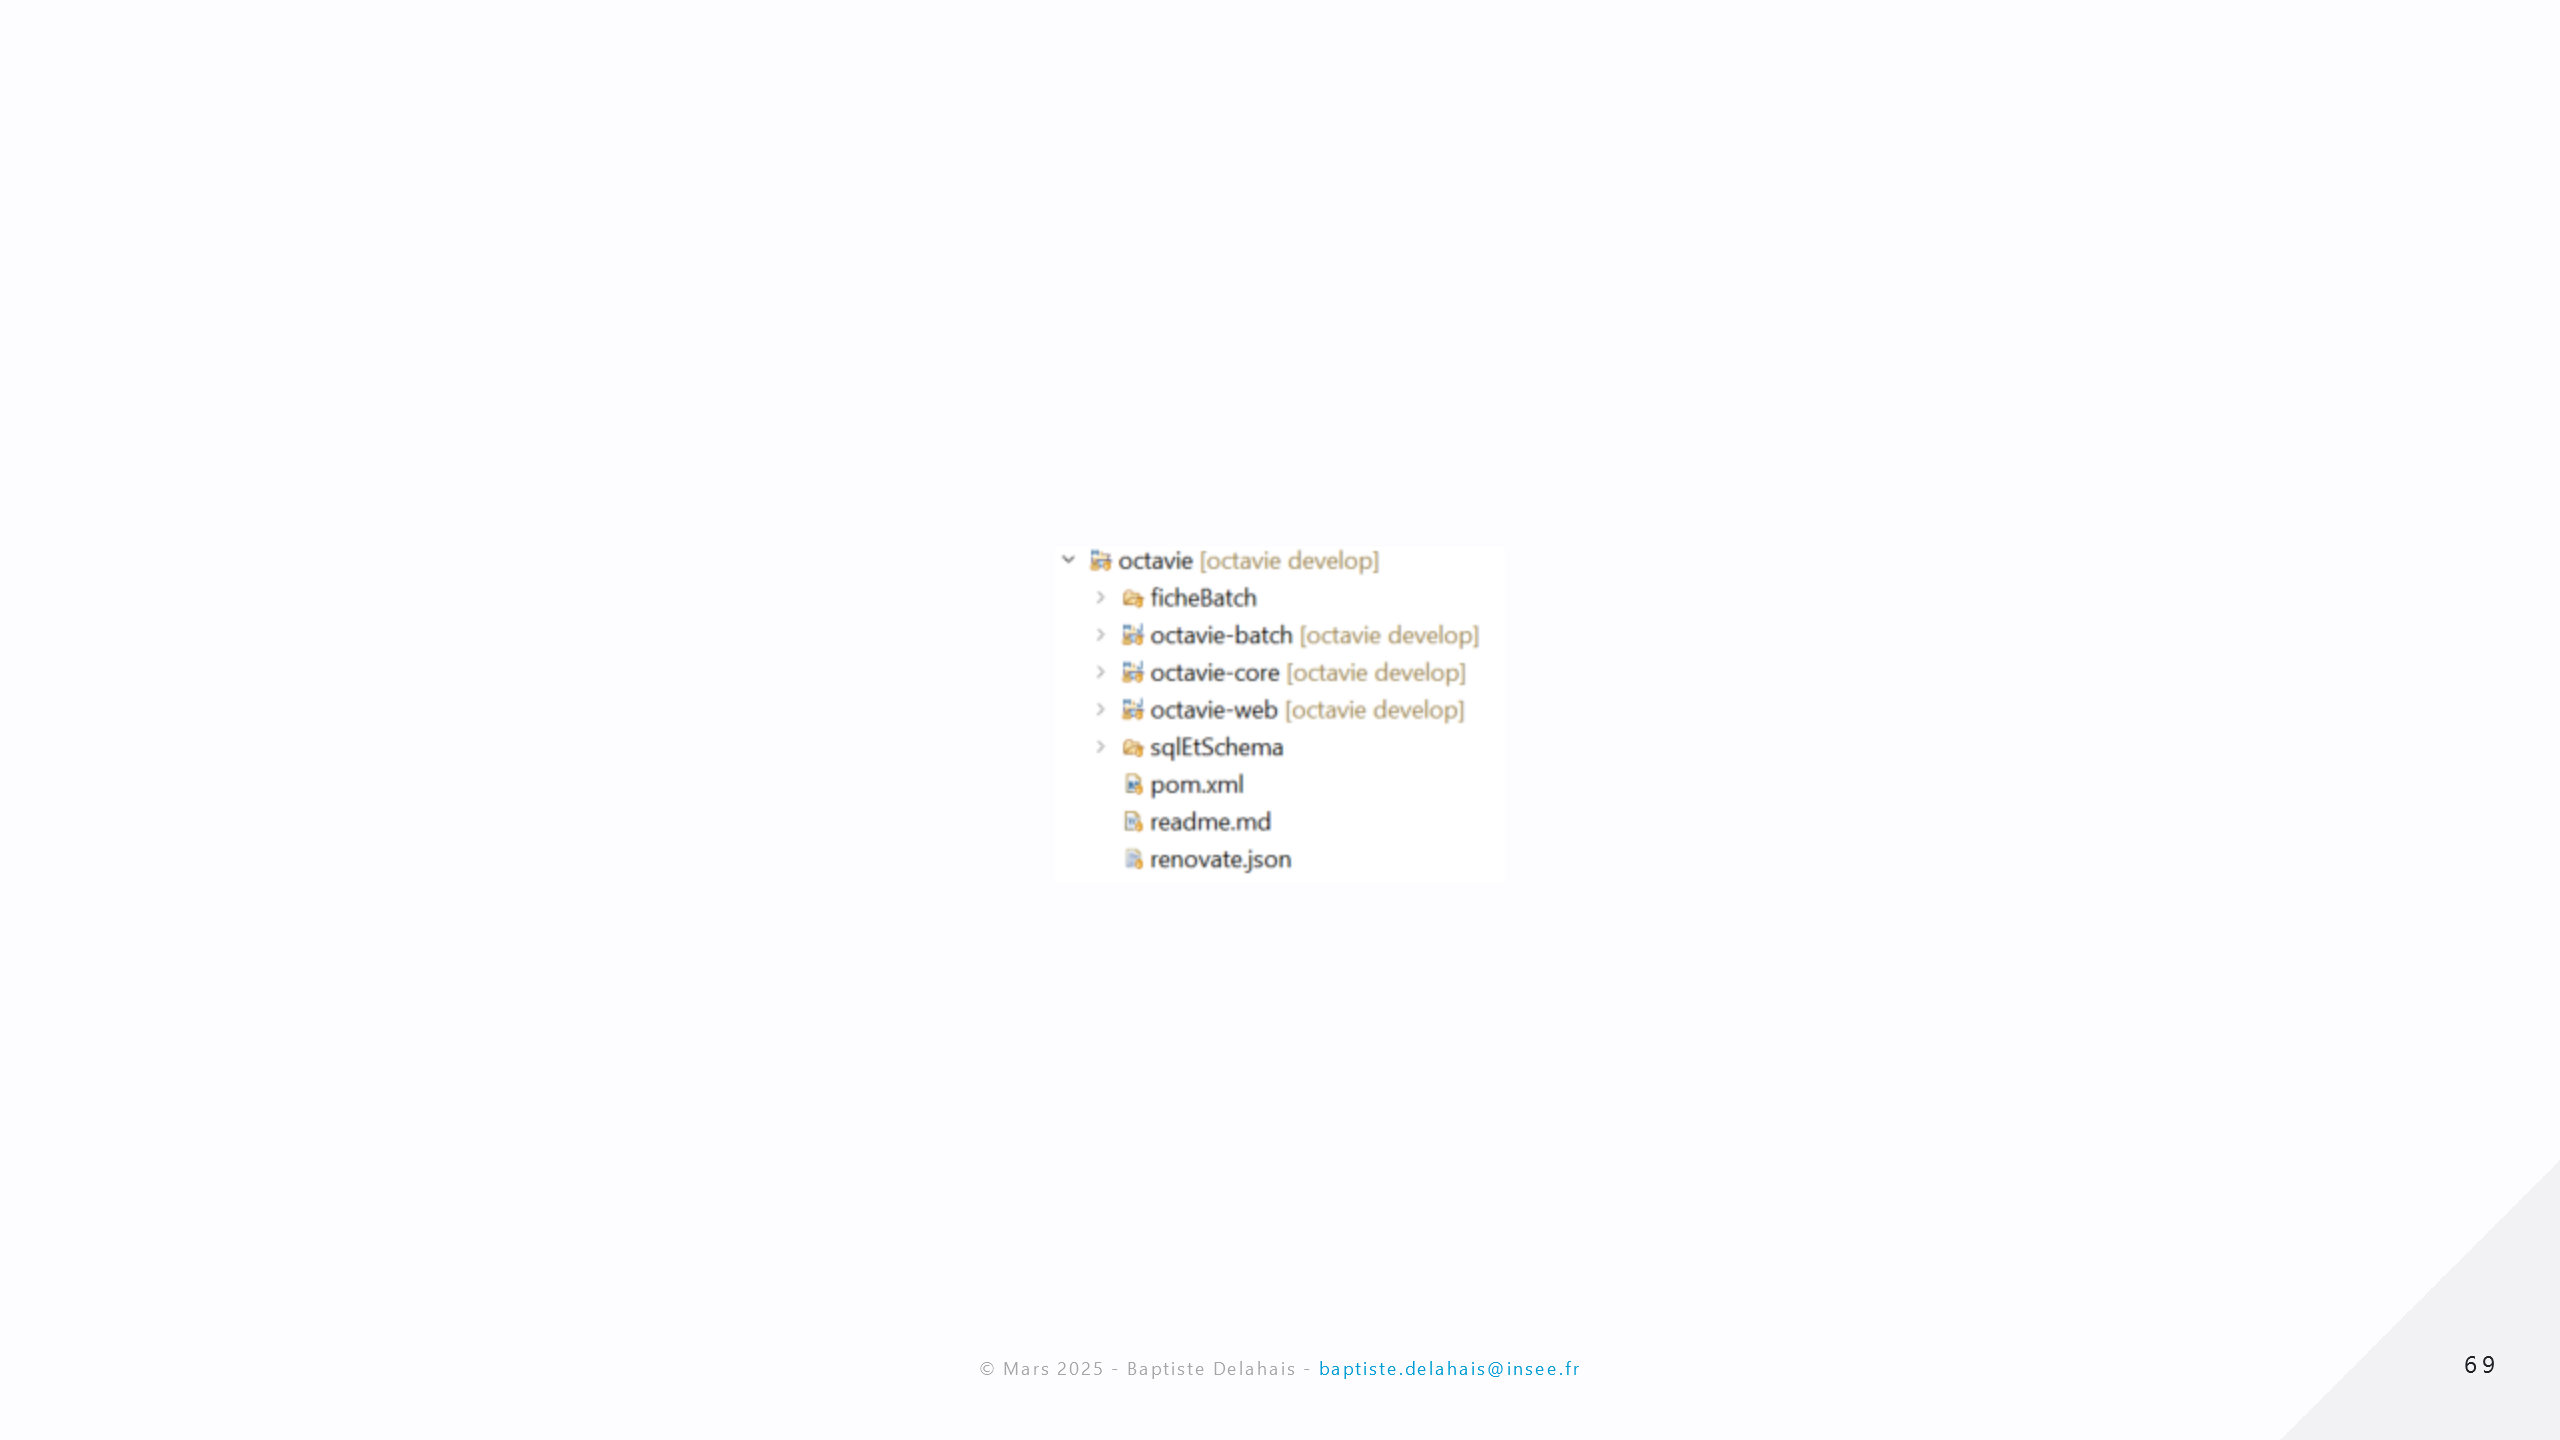 octavie [octavie develop]
ficheBatch
octavie-batch [octavie develop]
octavie-core [octavie develop]
octavie-web [octavie develop]
sqlEtSchema
pom.xml
readme.md
renovate.json
© Mars 2025 - Baptiste Delahais - baptiste.delahais@insee.fr
69